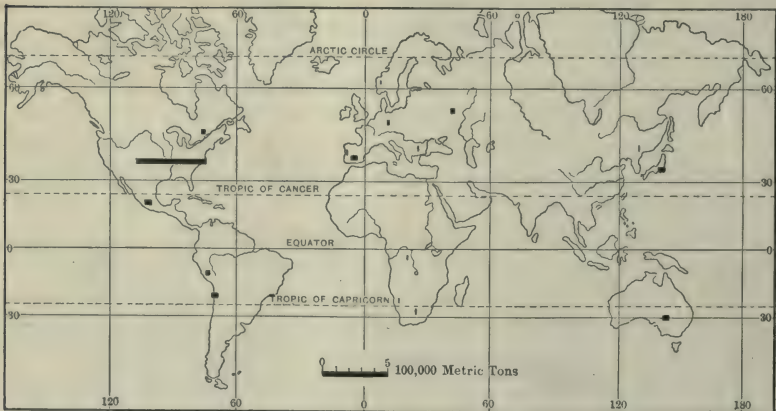 120 60 0 60 120 180
ARCTIC CIRCLE
60 60
30 30
TROPIC OF CANCER
0 EQUATOR 0
TROPIC OF CAPRICORN
30 30
0 5
100,000 Metric Tons
120 60 0 60 120 180